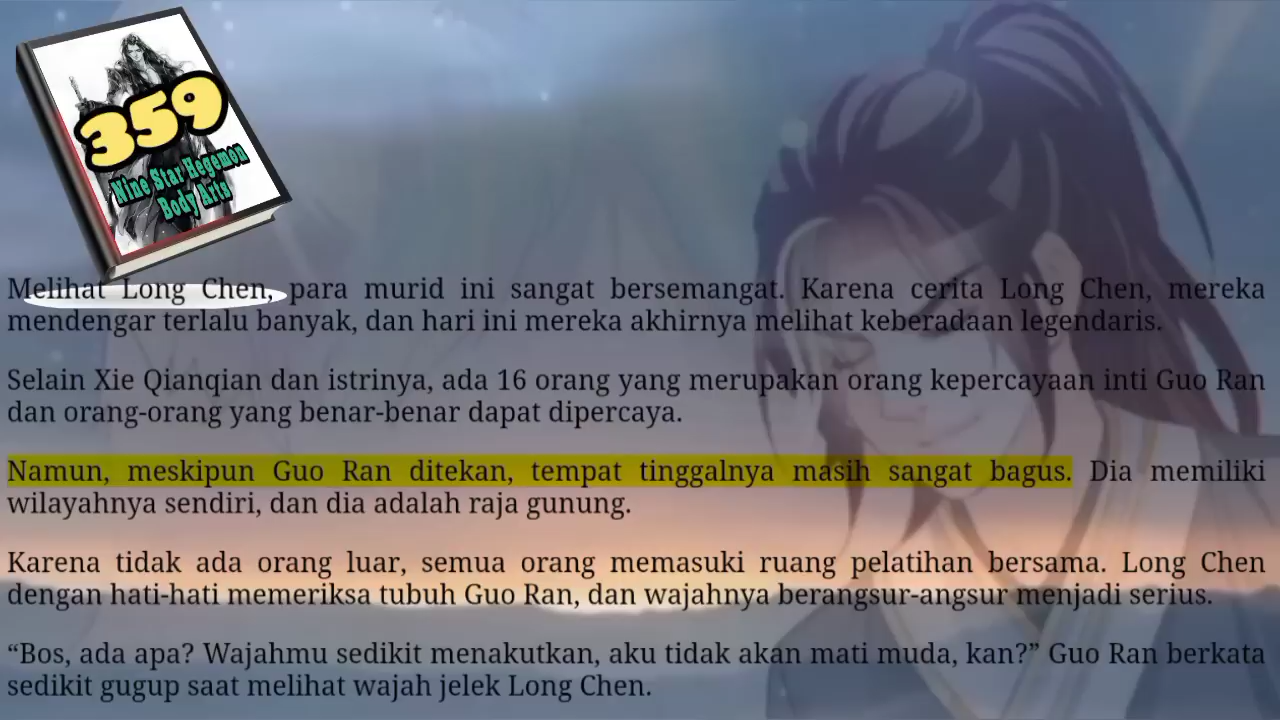 359
Nine Star Hegemon
Body Arts
Melihat Long Chen, para murid ini sangat bersemangat. Karena cerita Long Chen, mereka
mendengar terlalu banyak, dan hari ini mereka akhirnya melihat keberadaan legendaris.
Selain Xie Qianqian dan istrinya, ada 16 orang yang merupakan orang kepercayaan inti Guo Ran
dan orang-orang yang benar-benar dapat dipercaya.
Namun, meskipun Guo Ran ditekan, tempat tinggalnya masih sangat bagus. Dia memiliki
wilayahnya sendiri, dan dia adalah raja gunung.
Karena tidak ada orang luar, semua orang memasuki ruang pelatihan bersama. Long Chen
dengan hati-hati memeriksa tubuh Guo Ran, dan wajahnya berangsur-angsur menjadi serius.
“Bos, ada apa? Wajahmu sedikit menakutkan, aku tidak akan mati muda, kan?” Guo Ran berkata
sedikit gugup saat melihat wajah jelek Long Chen.